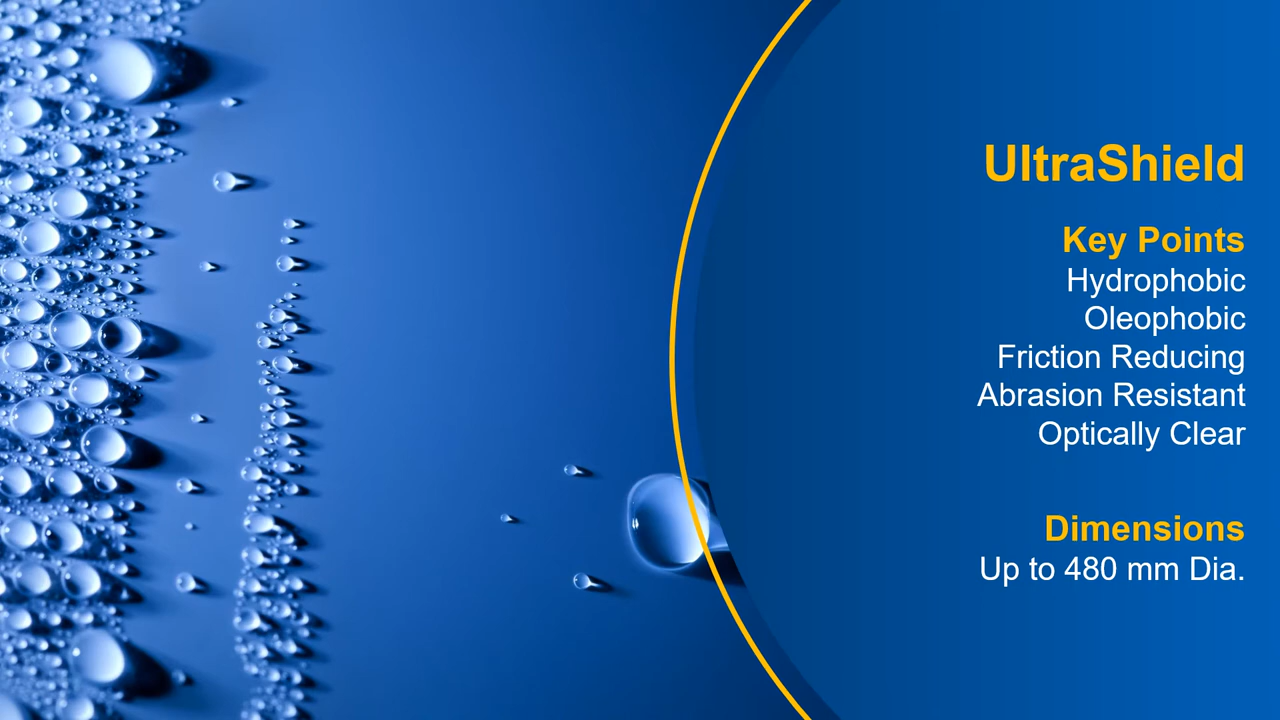 UltraShield
Key Points
Hydrophobic
Oleophobic
Friction Reducing
Abrasion Resistant
Optically Clear
Dimensions
Up to 480 mm Dia.